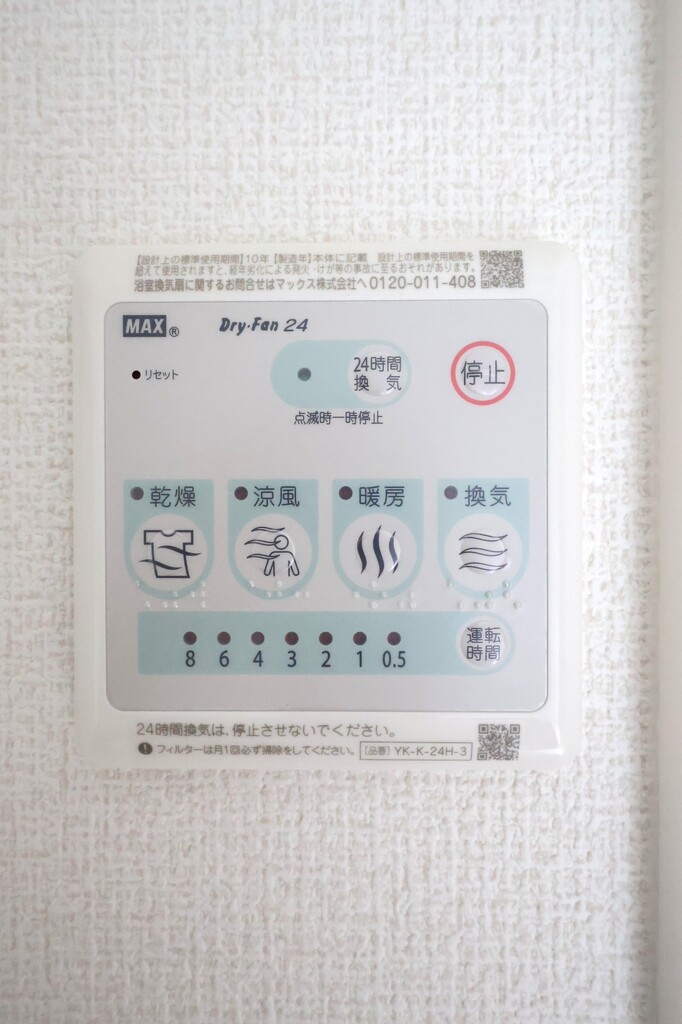 【設計上の標準使用期間】10年【製造年】本体に記載 設計上の標準使用期間を
超えて使用されますと、経年劣化による発火・けが等の事故に至るおそれがあります。
浴室換気扇に関するお問合せはマックス株式会社へ 0120-011-408
MAX® Dry・Fan 24
リセット
24時間
換気
停止
点滅時一時停止
乾燥 涼風 暖房 換気
8 6 4 3 2 1 0.5
運転
時間
24時間換気は、停止させないでください。
フィルターは月1回必ず掃除をしてください。 [品番] YK-K-24H-3